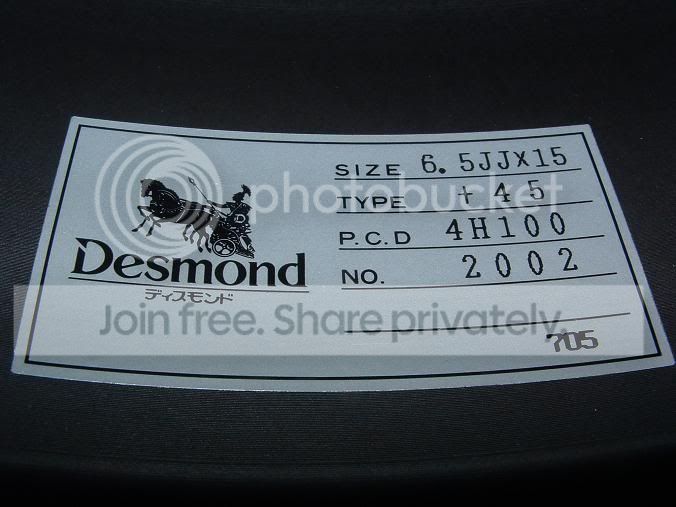 SIZE 6.5JJX15
TYPE +45
P.C.D 4H100
NO. 2002
Desmond
ディスモンド
705
photobucket
Join free. Share privately.